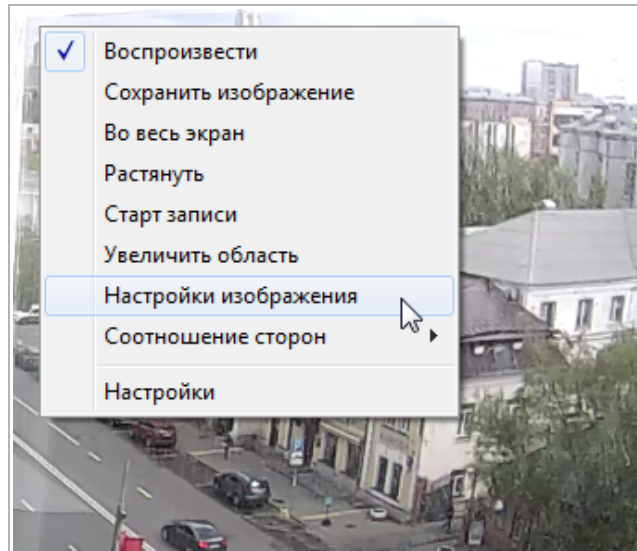 Воспроизвести
Сохранить изображение
Во весь экран
Растянуть
Старт записи
Увеличить область
Настройки изображения
Соотношение сторон
Настройки